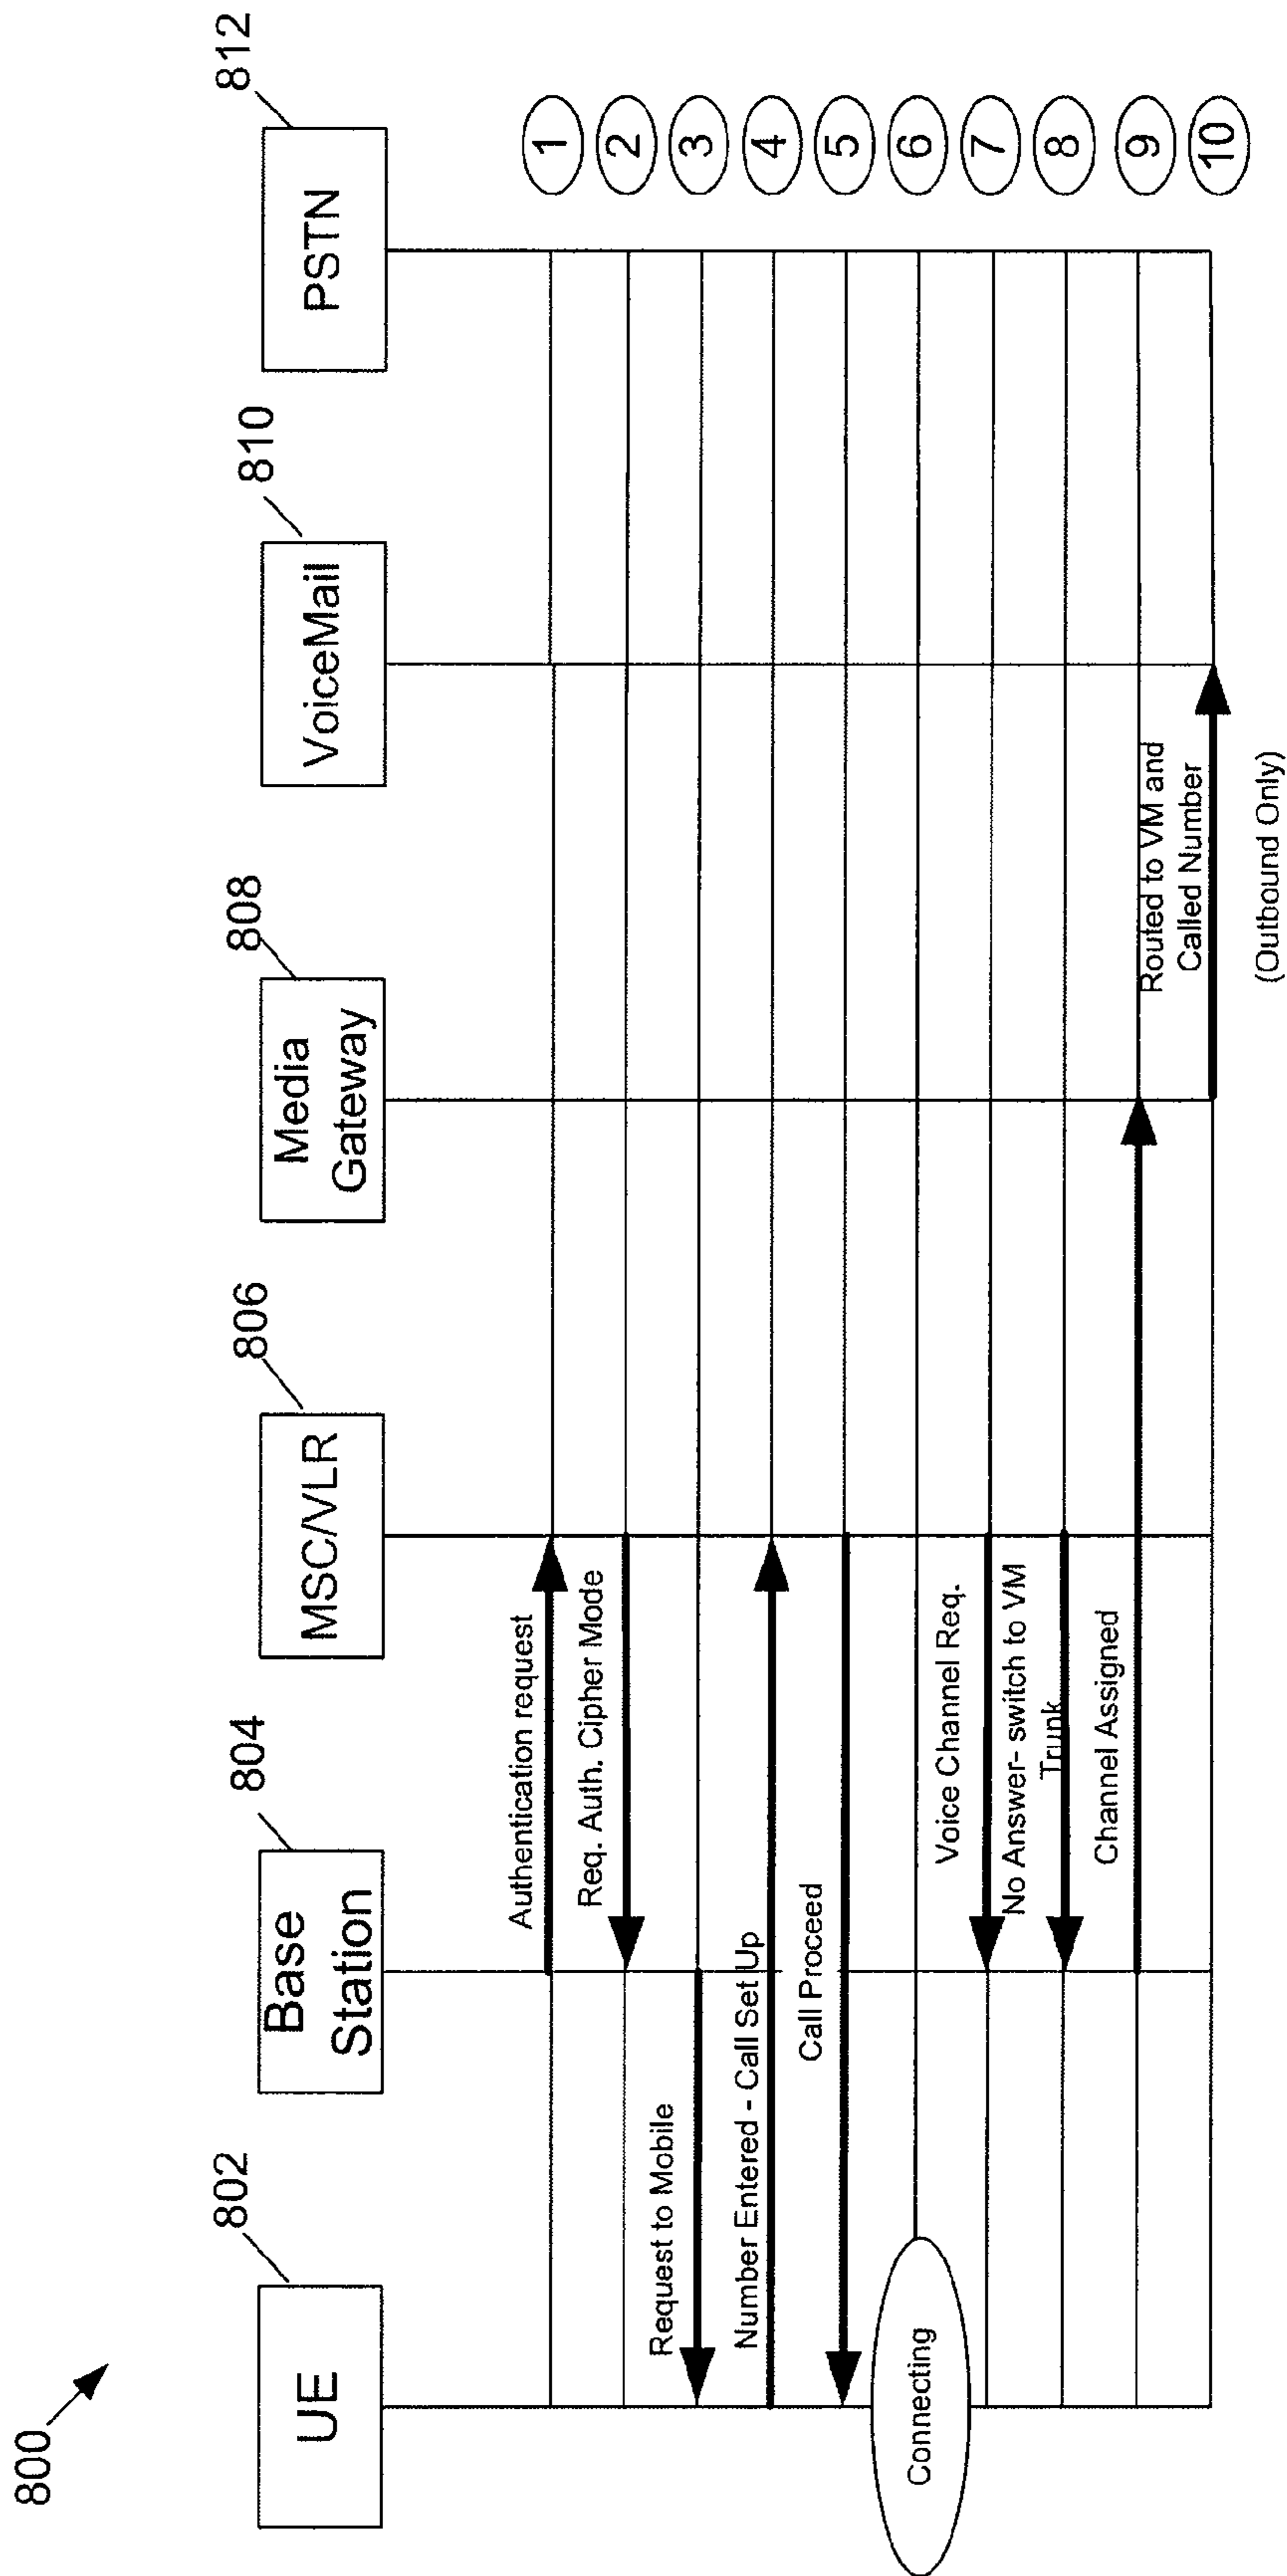 800
802
804
806
808
810
812
UE
Base
Station
MSC/VLR
Media
Gateway
VoiceMail
PSTN
Authentication request
1
Req. Auth. Cipher Mode
2
Request to Mobile
3
Number Entered - Call Set Up
4
Call Proceed
5
Connecting
6
Voice Channel Req.
7
No Answer- switch to VM
Trunk
8
Channel Assigned
9
Routed to VM and
Called Number
10
(Outbound Only)